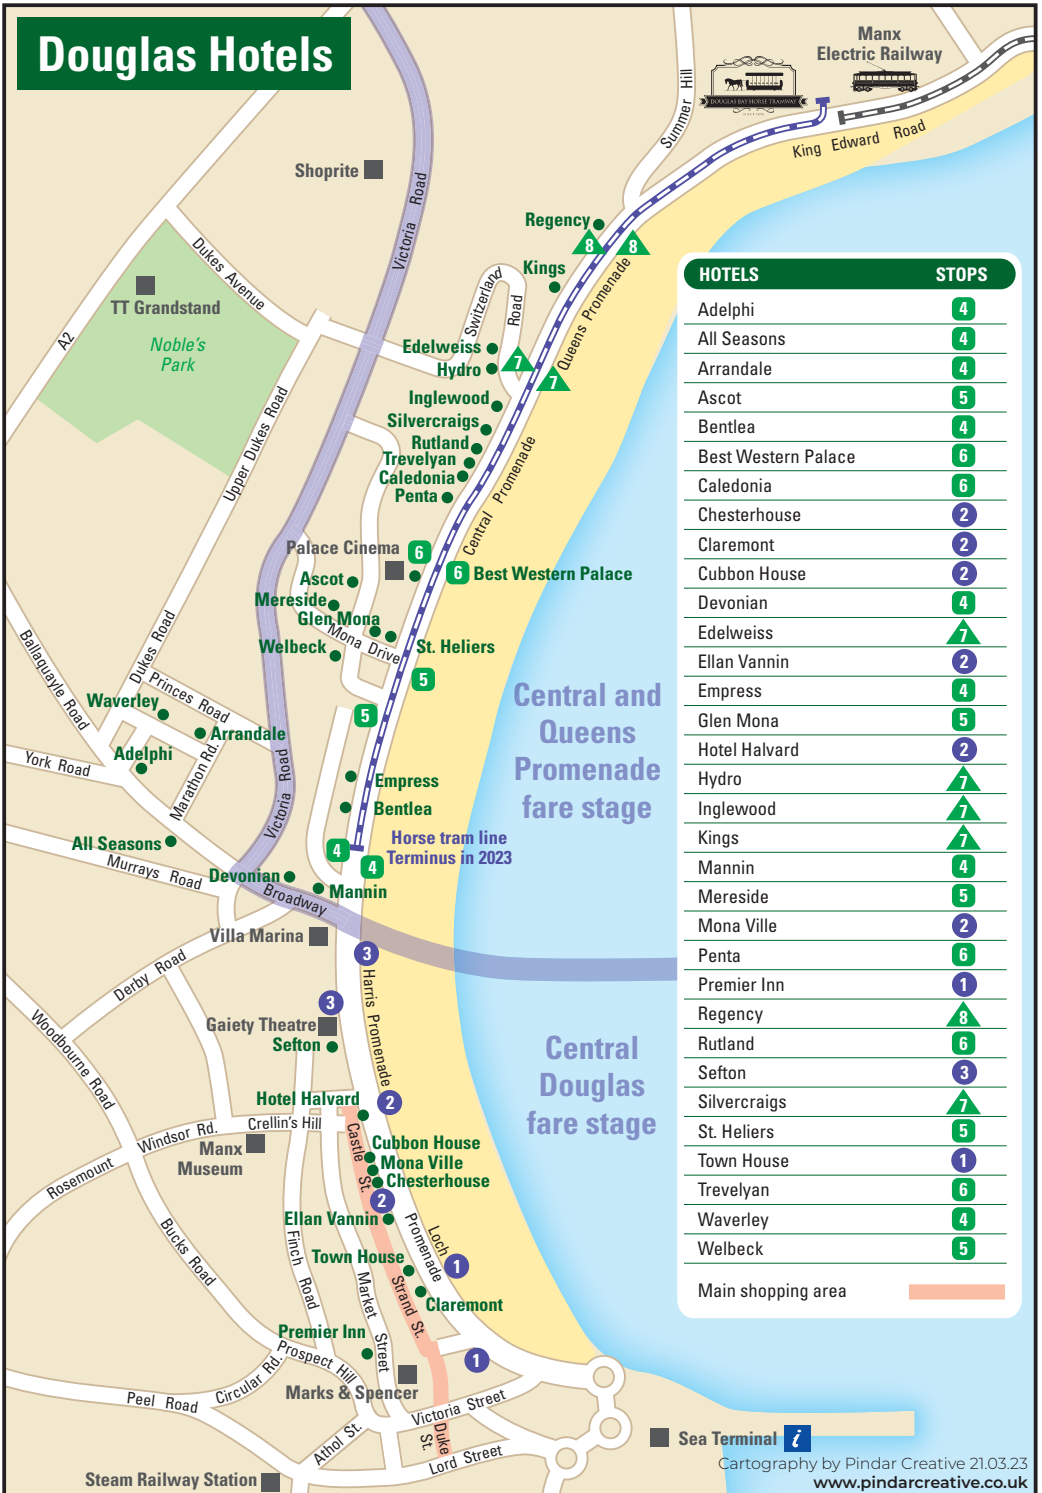 Douglas Hotels
Manx
Electric Railway
DOUGLAS BAY HORSE TRAMWAY
Summer Hill
King Edward Road
Shoprite
Victoria Road
Regency
8
8
Kings
Dukes Avenue
TT Grandstand
Noble's
Park
A2
Switzerland
Road
Queens Promenade
Edelweiss
Hydro
7
7
Inglewood
Silvercraigs
Rutland
Trevelyan
Caledonia
Penta
Upper Dukes Road
Central Promenade
Palace Cinema
6
6
Best Western Palace
Ascot
Mereside
Glen Mona
Mona Drive
St. Heliers
Welbeck
5
5
Dukes Road
Ballaquayle Road
Princes Road
Waverley
Arrandale
Adelphi
York Road
Marathon Rd.
Victoria Road
Empress
Bentlea
Horse tram line
Terminus in 2023
4
4
All Seasons
Murrays Road
Devonian
Mannin
Broadway
Central and
Queens
Promenade
fare stage
Villa Marina
3
Derby Road
Harris Promenade
3
Gaiety Theatre
Sefton
Woodbourne Road
Central
Douglas
fare stage
Hotel Halvard
2
Crellin's Hill
Windsor Rd.
Manx
Museum
Rosemount
Castle St.
Cubbon House
Mona Ville
Chesterhouse
2
Ellan Vannin
Loch
Promenade
1
Bucks Road
Finch Road
Town House
Market Street
Strand St.
Claremont
Premier Inn
Prospect Hill
1
Circular Rd.
Marks & Spencer
Peel Road
Victoria Street
Athol St.
Duke
St.
Lord Street
Steam Railway Station
Sea Terminal
i
HOTELS STOPS
Adelphi 4
All Seasons 4
Arrandale 4
Ascot 5
Bentlea 4
Best Western Palace 6
Caledonia 6
Chesterhouse 2
Claremont 2
Cubbon House 2
Devonian 4
Edelweiss 7
Ellan Vannin 2
Empress 4
Glen Mona 5
Hotel Halvard 2
Hydro 7
Inglewood 7
Kings 7
Mannin 4
Mereside 5
Mona Ville 2
Penta 6
Premier Inn 1
Regency 8
Rutland 6
Sefton 3
Silvercraigs 7
St. Heliers 5
Town House 1
Trevelyan 6
Waverley 4
Welbeck 5
Main shopping area
Cartography by Pindar Creative 21.03.23
www.pindarcreative.co.uk